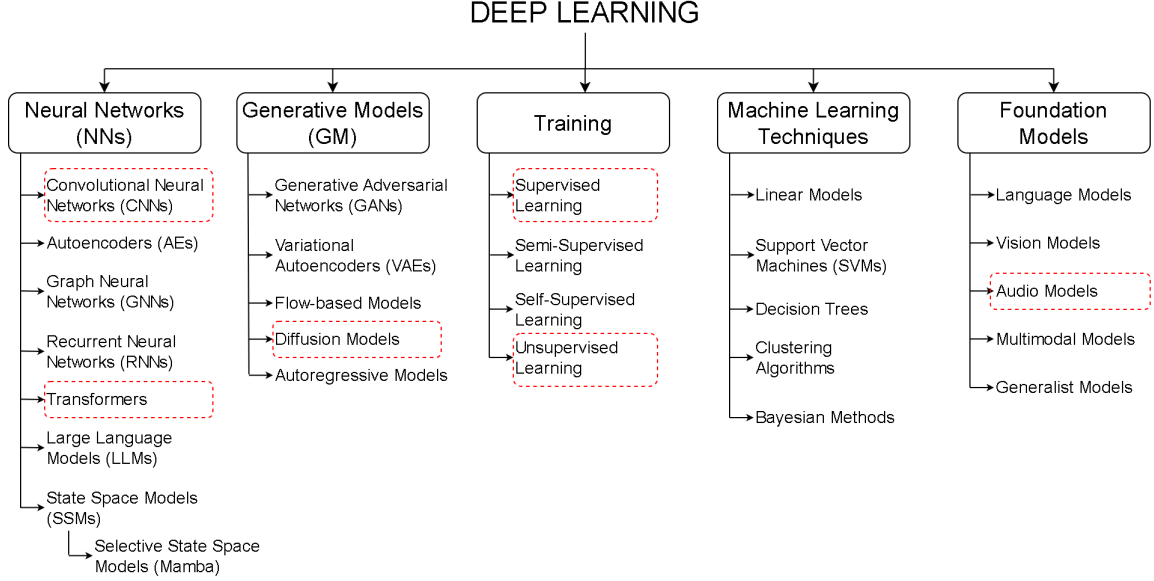 DEEP LEARNING
Neural Networks
(NNs)
Convolutional Neural
Networks (CNNs)
Autoencoders (AEs)
Graph Neural
Networks (GNNs)
Recurrent Neural
Networks (RNNs)
Transformers
Large Language
Models (LLMs)
State Space Models
(SSMs)
Selective State Space
Models (Mamba)
Generative Models
(GM)
Generative Adversarial
Networks (GANs)
Variational
Autoencoders (VAEs)
Flow-based Models
Diffusion Models
Autoregressive Models
Training
Supervised
Learning
Semi-Supervised
Learning
Self-Supervised
Learning
Unsupervised
Learning
Machine Learning
Techniques
Linear Models
Support Vector
Machines (SVMs)
Decision Trees
Clustering
Algorithms
Bayesian Methods
Foundation
Models
Language Models
Vision Models
Audio Models
Multimodal Models
Generalist Models